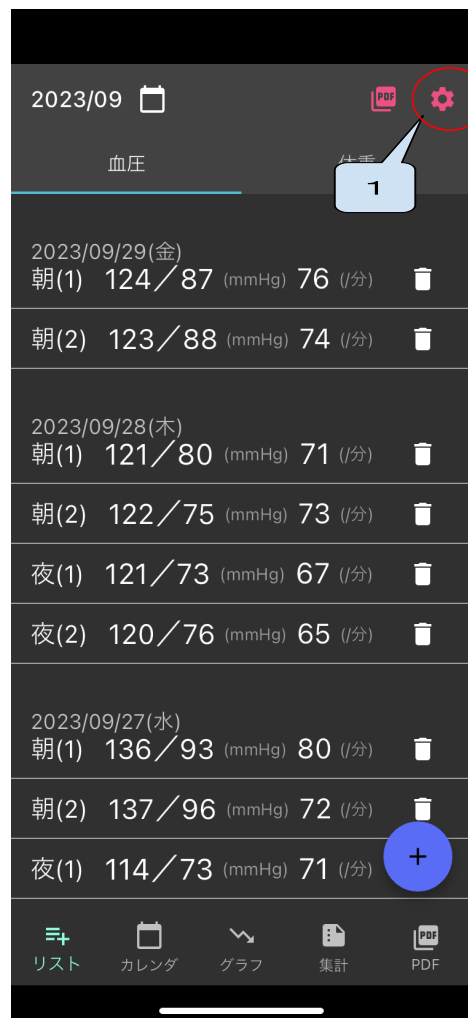 2023/09 PDF
血圧 体重
1
2023/09/29(金)
朝(1) 124/87 (mmHg) 76 (/分)
朝(2) 123/88 (mmHg) 74 (/分)
2023/09/28(木)
朝(1) 121/80 (mmHg) 71 (/分)
朝(2) 122/75 (mmHg) 73 (/分)
夜(1) 121/73 (mmHg) 67 (/分)
夜(2) 120/76 (mmHg) 65 (/分)
2023/09/27(水)
朝(1) 136/93 (mmHg) 80 (/分)
朝(2) 137/96 (mmHg) 72 (/分)
夜(1) 114/73 (mmHg) 71 (/分)
+
PDF
リスト カレンダ グラフ 集計 PDF